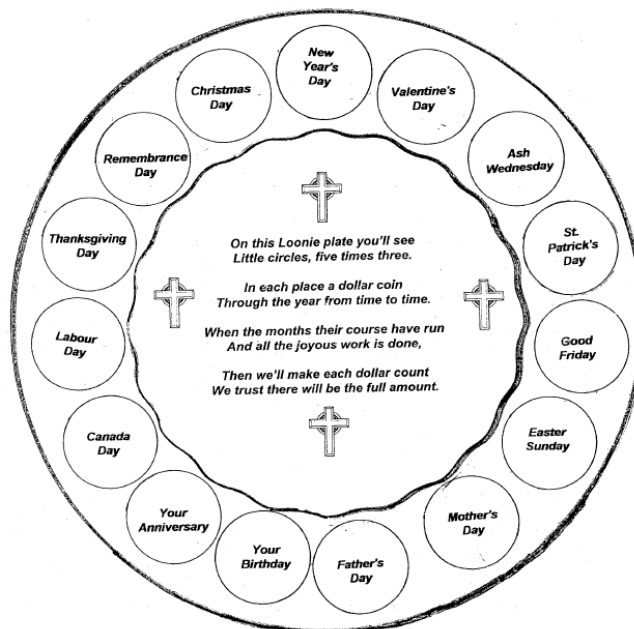 New
Year's
Day
Valentine's
Day
Ash
Wednesday
St.
Patrick's
Day
Good
Friday
Easter
Sunday
Mother's
Day
Father's
Day
Your
Birthday
Your
Anniversary
Canada
Day
Labour
Day
Thanksgiving
Day
Remembrance
Day
Christmas
Day
On this Loonie plate you'll see
Little circles, five times three.
In each place a dollar coin
Through the year from time to time.
When the months their course have run
And all the joyous work is done,
Then we'll make each dollar count
We trust there will be the full amount.